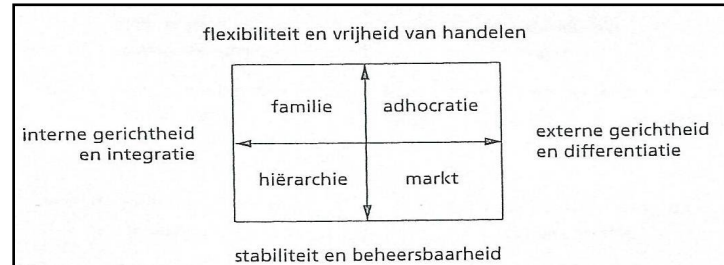 flexibiliteit en vrijheid van handelen
familie
adhocratie
interne gerichtheid
en integratie
externe gerichtheid
en differentiatie
hiërarchie
markt
stabiliteit en beheersbaarheid